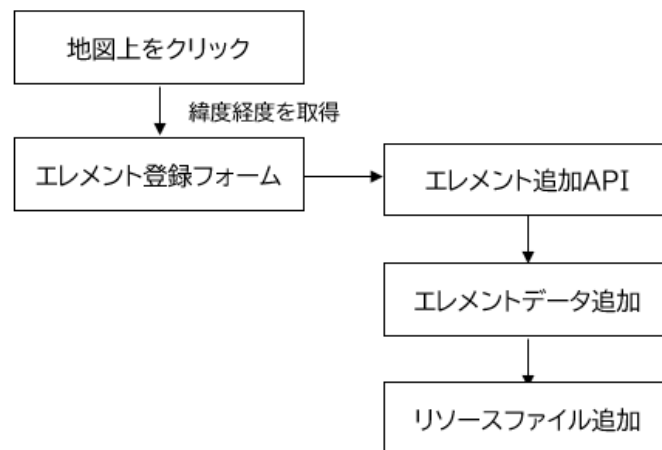 地図上をクリック
緯度経度を取得
エレメント登録フォーム
エレメント追加API
エレメントデータ追加
リソースファイル追加